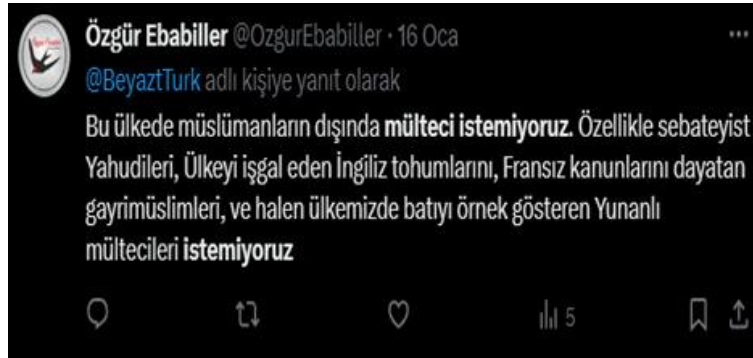 Özgür Ebabiller @OzgurEbabiller · 16 Oca
@BeyaztTurk adlı kişiye yanıt olarak
Bu ülkede müslümanların dışında mülteci istemiyoruz. Özellikle sebateyist
Yahudileri, Ülkeyi işgal eden İngiliz tohumlarını, Fransız kanunlarını dayatan
gayrimüslimleri, ve halen ülkemizde batıyı örnek gösteren Yunanlı
mültecileri istemiyoruz
5